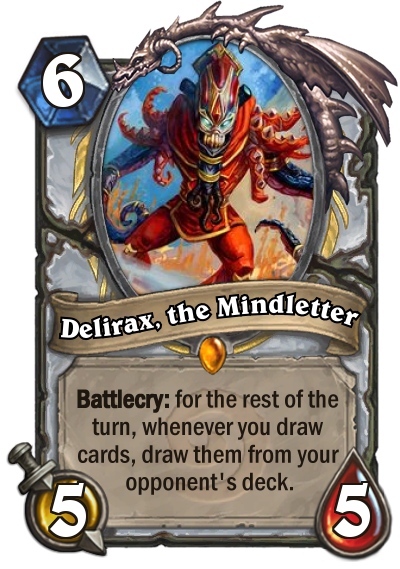 6
Delirax, the Mindletter
Battlecry: for the rest of the
turn, whenever you draw
cards, draw them from your
opponent's deck.
5
5